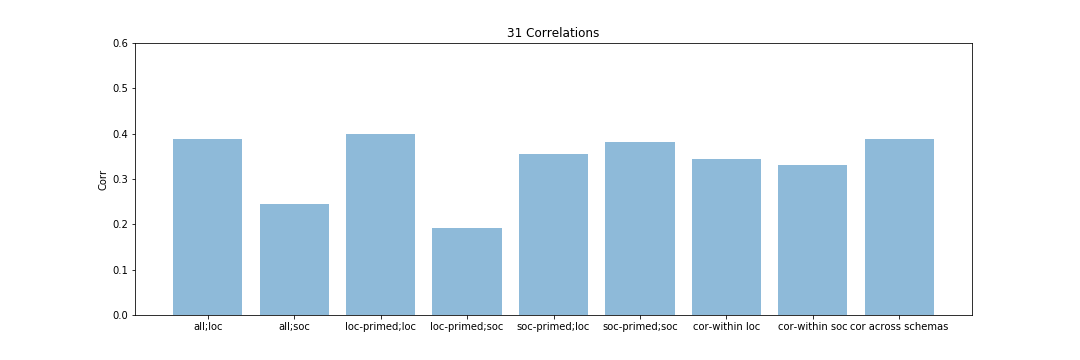 31 Correlations
0.6
0.5
0.4
0.3
0.2
0.1
0.0
Corr
all;loc all;soc loc-primed;loc loc-primed;soc soc-primed;loc soc-primed;soc cor-within loc cor-within soc cor across schemas